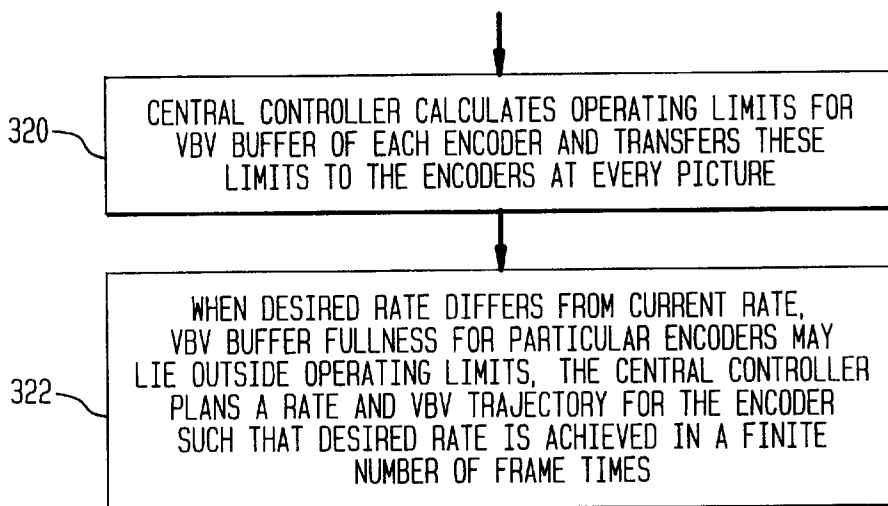 320
CENTRAL CONTROLLER CALCULATES OPERATING LIMITS FOR
VBV BUFFER OF EACH ENCODER AND TRANSFERS THESE
LIMITS TO THE ENCODERS AT EVERY PICTURE
322
WHEN DESIRED RATE DIFFERS FROM CURRENT RATE,
VBV BUFFER FULLNESS FOR PARTICULAR ENCODERS MAY
LIE OUTSIDE OPERATING LIMITS, THE CENTRAL CONTROLLER
PLANS A RATE AND VBV TRAJECTORY FOR THE ENCODER
SUCH THAT DESIRED RATE IS ACHIEVED IN A FINITE
NUMBER OF FRAME TIMES